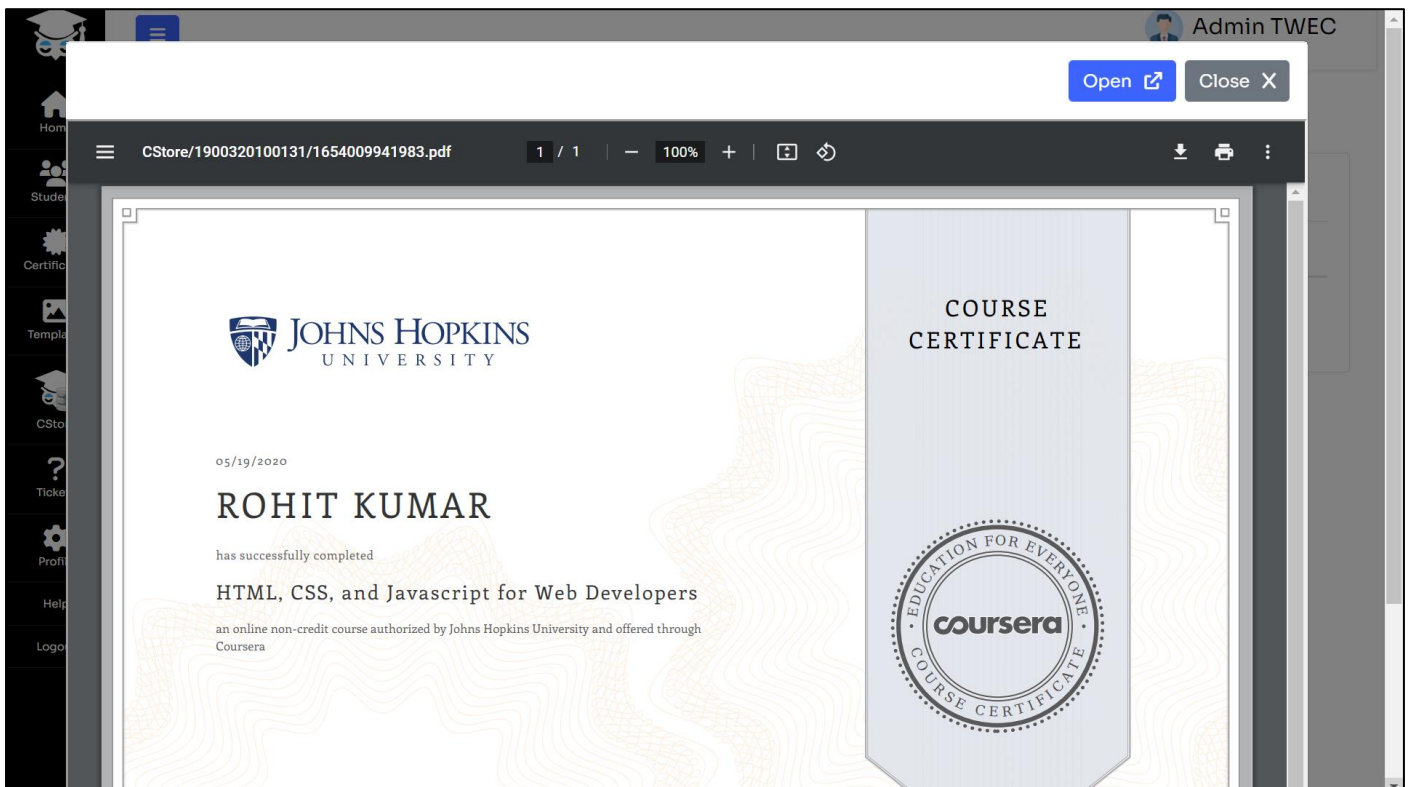 Admin TWEC
Open
Close X
Hom
CStore/1900320100131/1654009941983.pdf
1 / 1
100%
Studen
Certific
Templa
CSto
Ticke
Profil
Help
Logo
JOHNS HOPKINS
UNIVERSITY
COURSE
CERTIFICATE
05/19/2020
ROHIT KUMAR
has successfully completed
HTML, CSS, and Javascript for Web Developers
an online non-credit course authorized by Johns Hopkins University and offered through
Coursera
EDUCATION FOR EVERYONE
coursera
COURSE CERTIFICATE